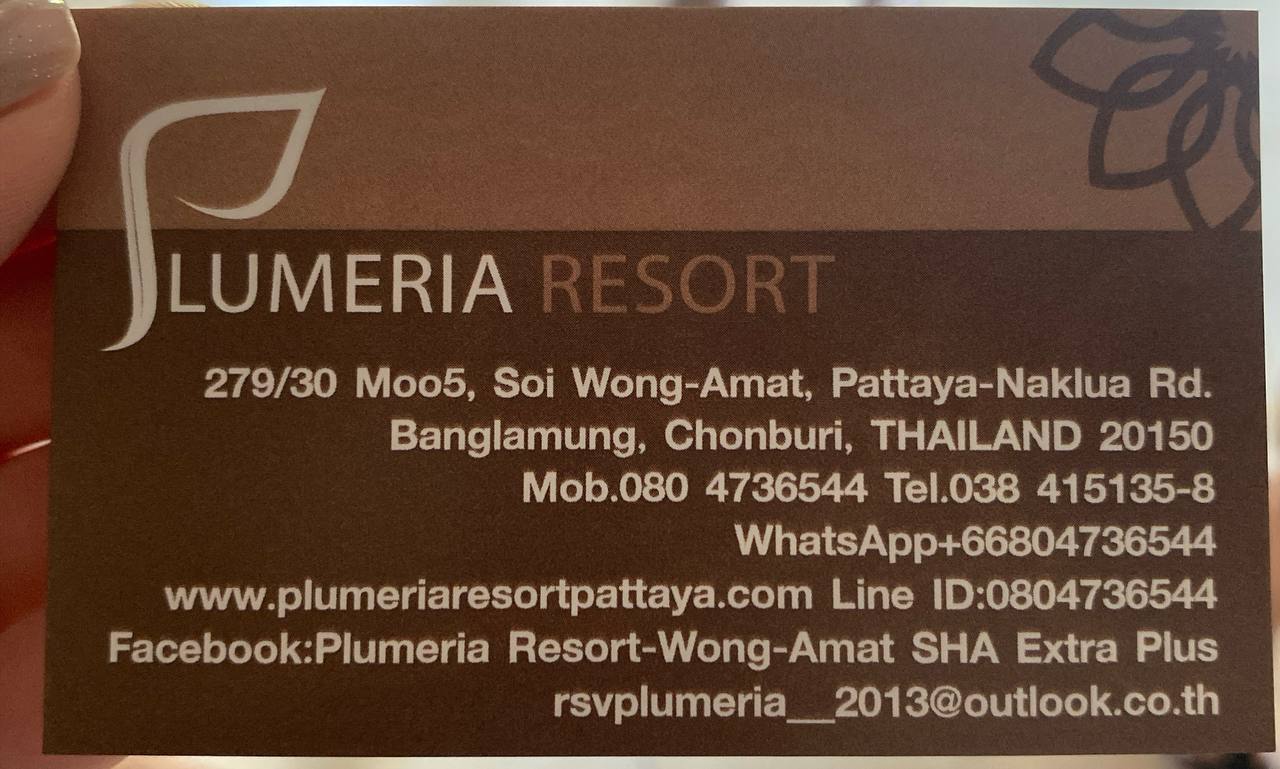 PLUMERIA RESORT
279/30 Moo5, Soi Wong-Amat, Pattaya-Naklua Rd.
Banglamung, Chonburi, THAILAND 20150
Mob.080 4736544 Tel.038 415135-8
WhatsApp+66804736544
www.plumeriaresortpattaya.com Line ID:0804736544
Facebook:Plumeria Resort-Wong-Amat SHA Extra Plus
rsvplumeria__2013@outlook.co.th